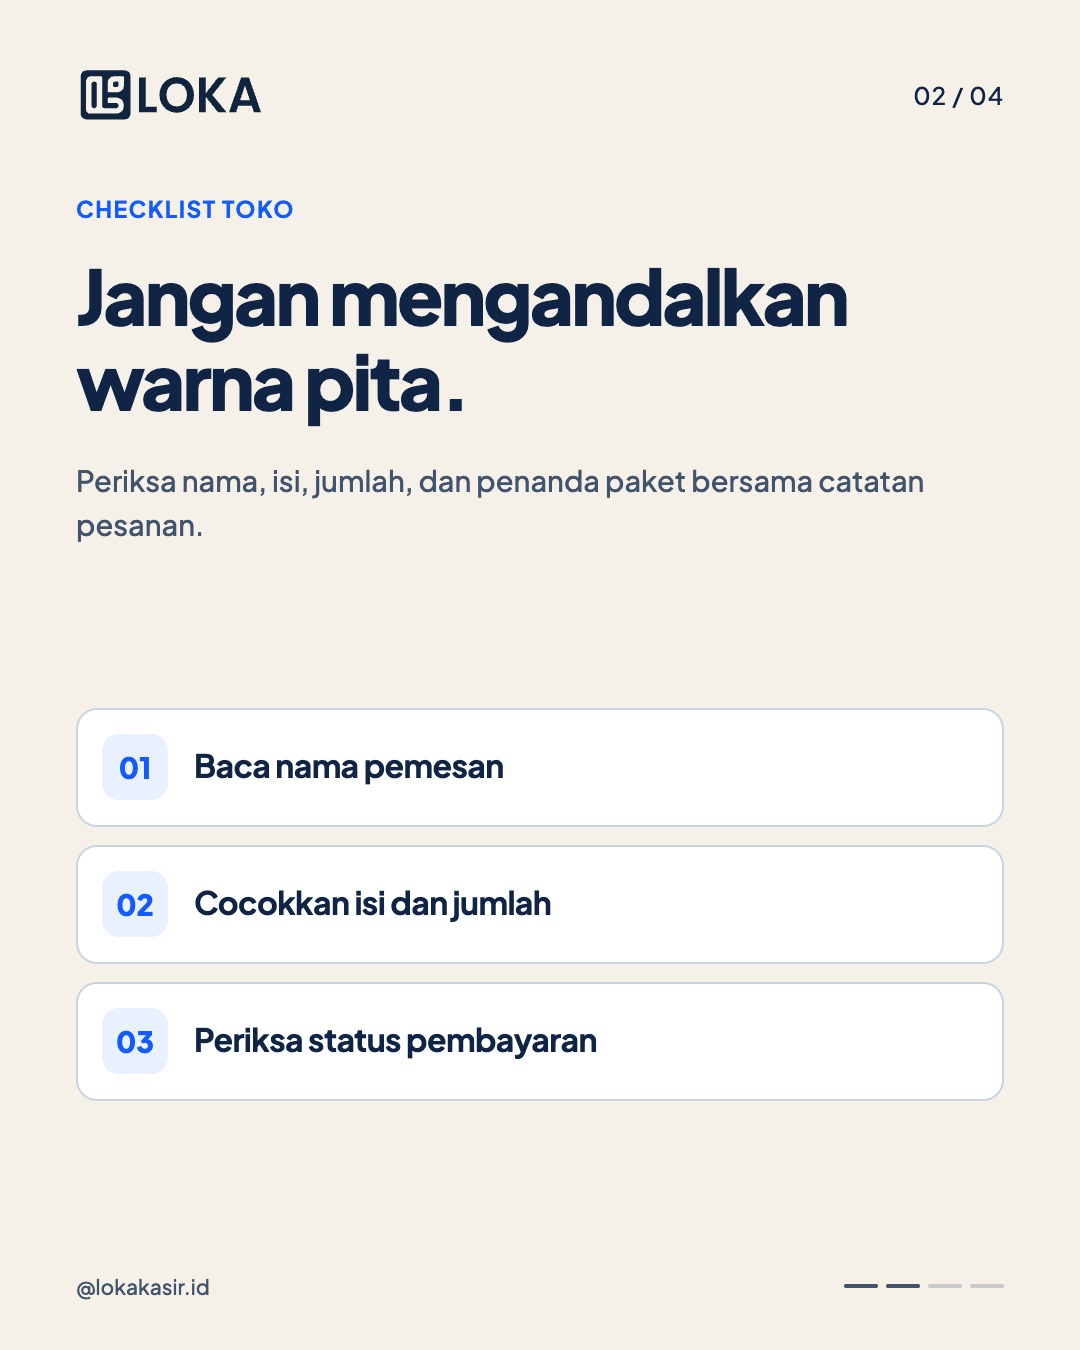 LOKA
02 / 04
CHECKLIST TOKO
Jangan mengandalkan
warna pita.
Periksa nama, isi, jumlah, dan penanda paket bersama catatan
pesanan.
01 Baca nama pemesan
02 Cocokkan isi dan jumlah
03 Periksa status pembayaran
@lokakasir.id